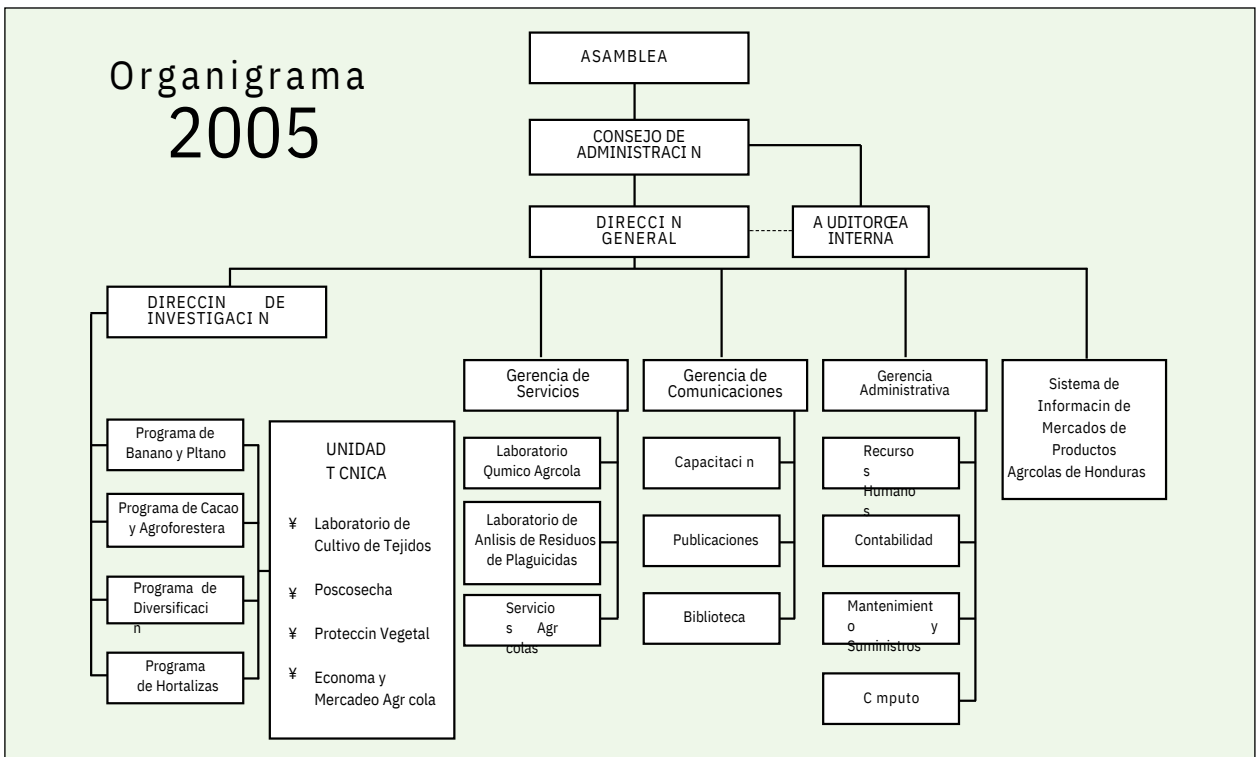 Organigrama
2005
ASAMBLEA
CONSEJO DE
ADMINISTRACI N
DIRECCI N
GENERAL
A UDITORŒA
INTERNA
DIRECCIN DE
INVESTIGACI N
Gerencia de
Servicios
Gerencia de
Comunicaciones
Gerencia
Administrativa
Sistema de
Informacin de
Mercados de
Productos
Agrcolas de Honduras
Programa de
Banano y Pltano
Programa de Cacao
y Agroforestera
Programa de
Diversificaci
n
Programa
de Hortalizas
UNIDAD
T CNICA
¥ Laboratorio de
Cultivo de Tejidos
¥ Poscosecha
¥ Proteccin Vegetal
¥ Economa y
Mercadeo Agr cola
Laboratorio
Qumico Agrcola
Laboratorio de
Anlisis de Residuos
de Plaguicidas
Servicio
s Agr
colas
Capacitaci n
Publicaciones
Biblioteca
Recurso
s
Humano
s
Contabilidad
Mantenimient
o y
Suministros
C mputo